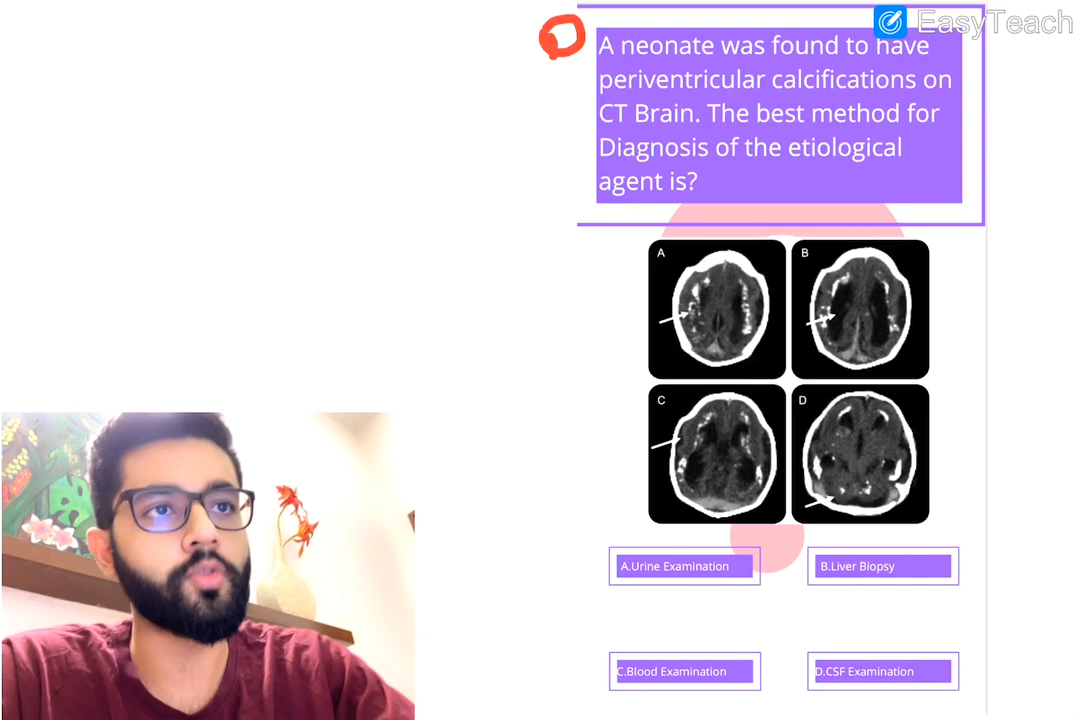 EasyTeach
A neonate was found to have
periventricular calcifications on
CT Brain. The best method for
Diagnosis of the etiological
agent is?
A
B
C
D
A.Urine Examination
B.Liver Biopsy
C.Blood Examination
D.CSF Examination